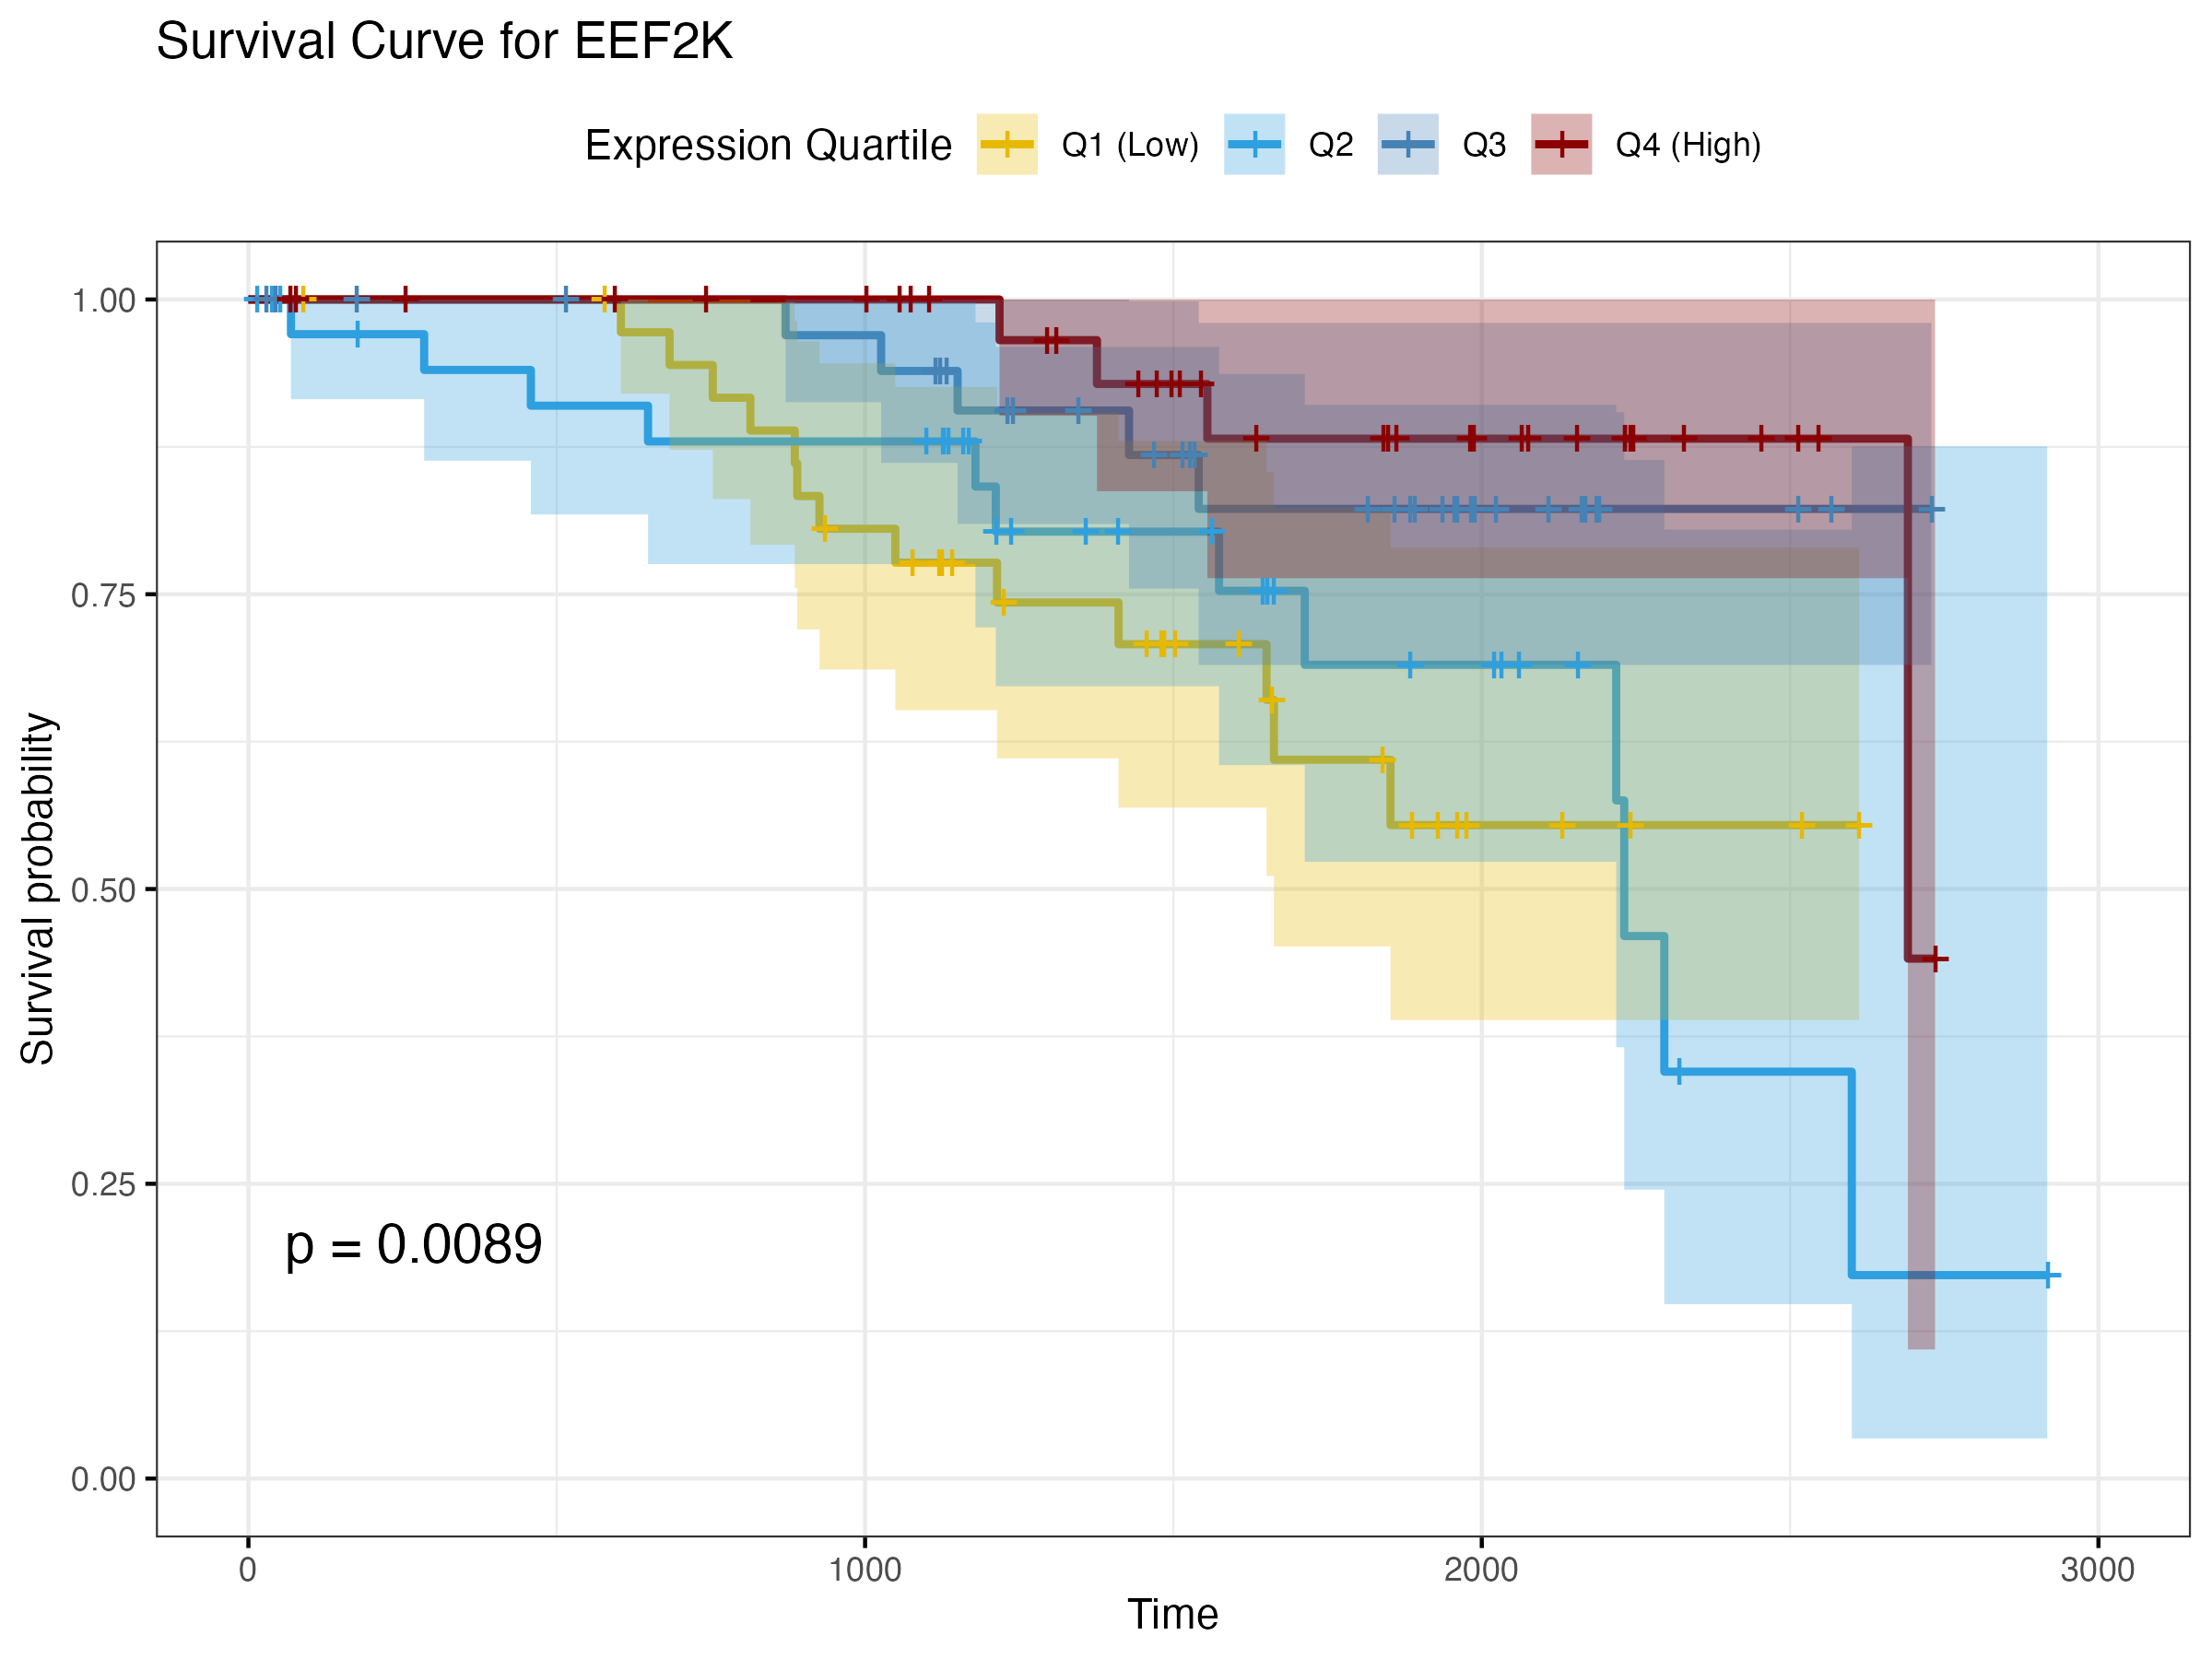 Survival Curve for EEF2K
Expression Quartile Q1 (Low) Q2 Q3 Q4 (High)
Survival probability
1.00
0.75
0.50
0.25
0.00
p = 0.0089
0 1000 2000 3000
Time